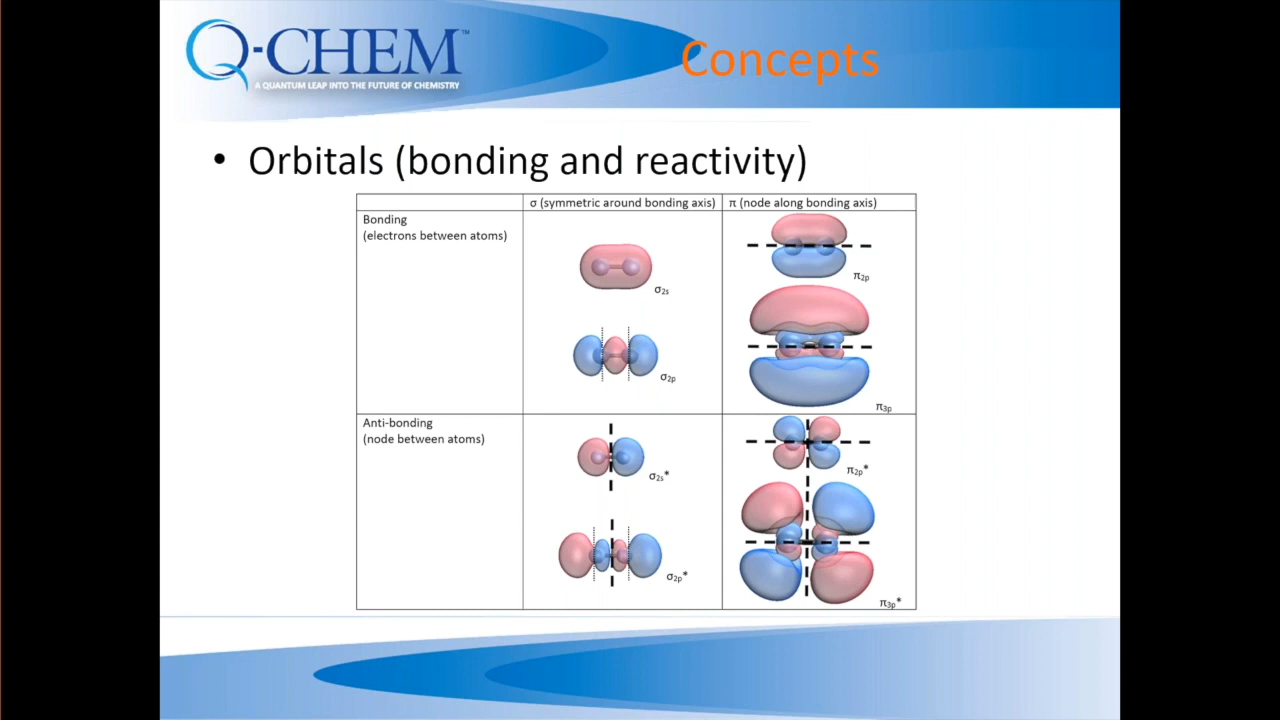 Q-CHEM™
A QUANTUM LEAP INTO THE FUTURE OF CHEMISTRY
Concepts
• Orbitals (bonding and reactivity)
σ (symmetric around bonding axis) π (node along bonding axis)
Bonding
(electrons between atoms)
σ2s
π2p
σ2p
π3p
Anti-bonding
(node between atoms)
σ2s*
π2p*
σ2p*
π3p*